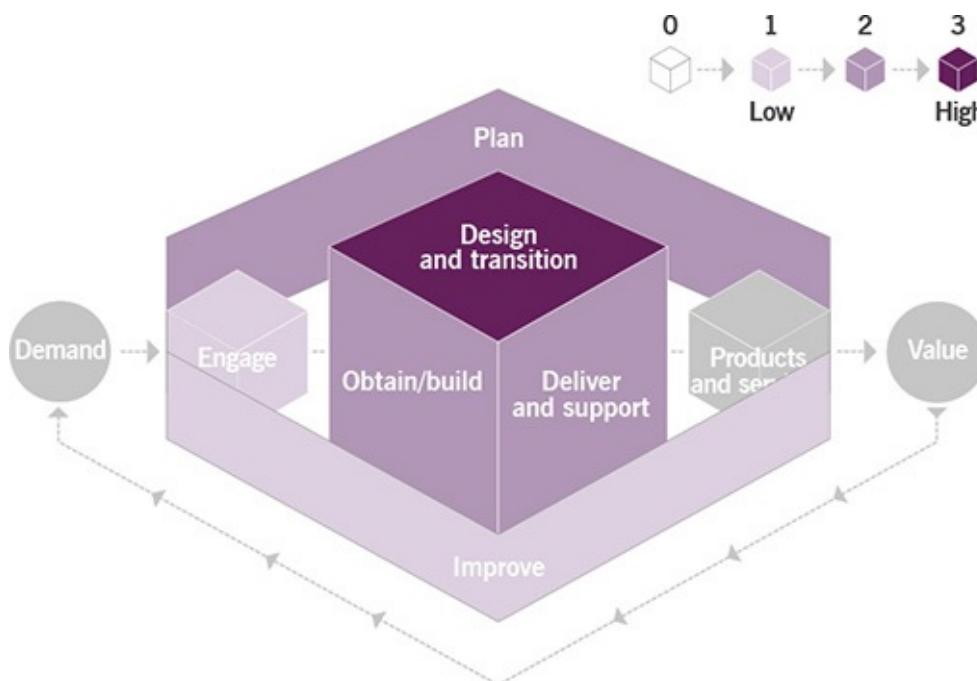 0 1 2 3
Low High
Plan
Design
and transition
Demand
Engage
Obtain/build
Deliver
and support
Products
and
Value
Improve